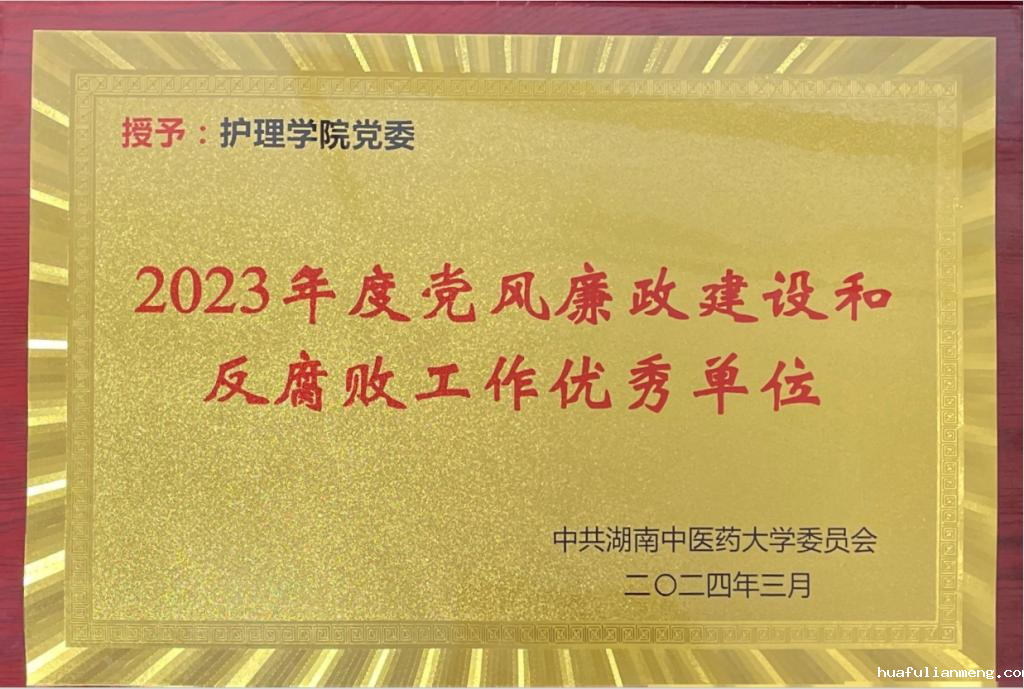 授予：护理学院党委
2023年度党风廉政建设和
反腐败工作优秀单位
中共湖南中医药大学委员会
二〇二四年三月
huafulianmeng.com